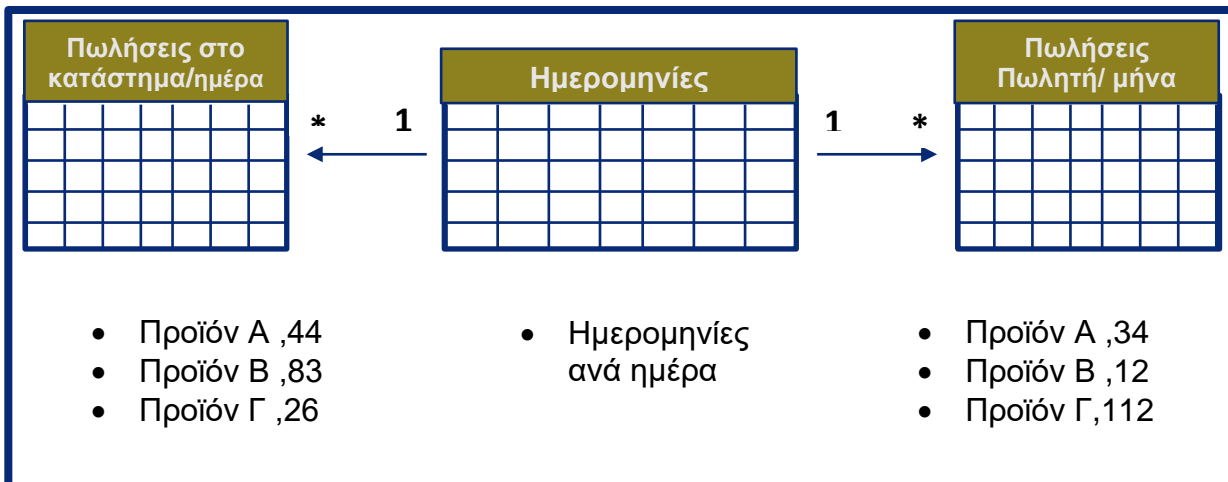 Πωλήσεις στο
κατάστημα/ημέρα
Ημερομηνίες
Πωλήσεις
Πωλητή/ μήνα
* 1
1 *
• Προϊόν Α ,44
• Προϊόν Β ,83
• Προϊόν Γ ,26
• Ημερομηνίες
ανά ημέρα
• Προϊόν Α ,34
• Προϊόν Β ,12
• Προϊόν Γ,112